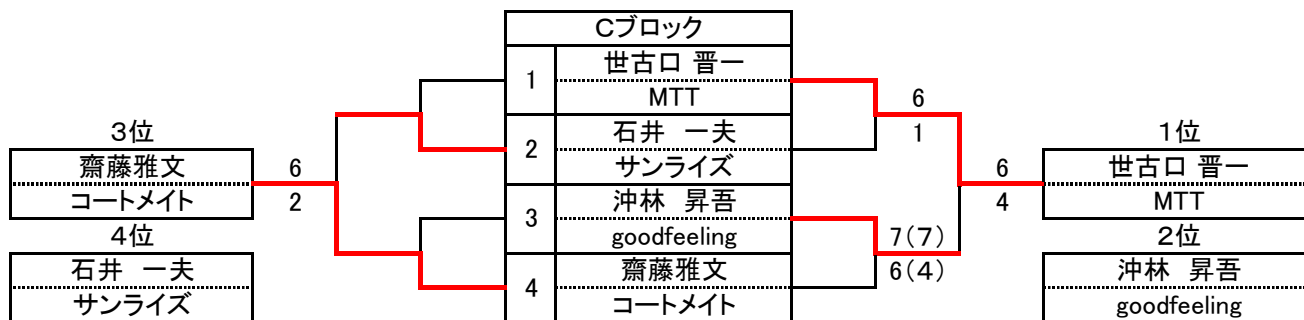 Cブロック
1
世古口 晋一
MTT
2
石井　一夫
サンライズ
3
沖林　昇吾
goodfeeling
4
齋藤雅文
コートメイト
3位
齋藤雅文
コートメイト
4位
石井　一夫
サンライズ
6
2
6
1
7(7)
6(4)
6
4
1位
世古口 晋一
MTT
2位
沖林　昇吾
goodfeeling